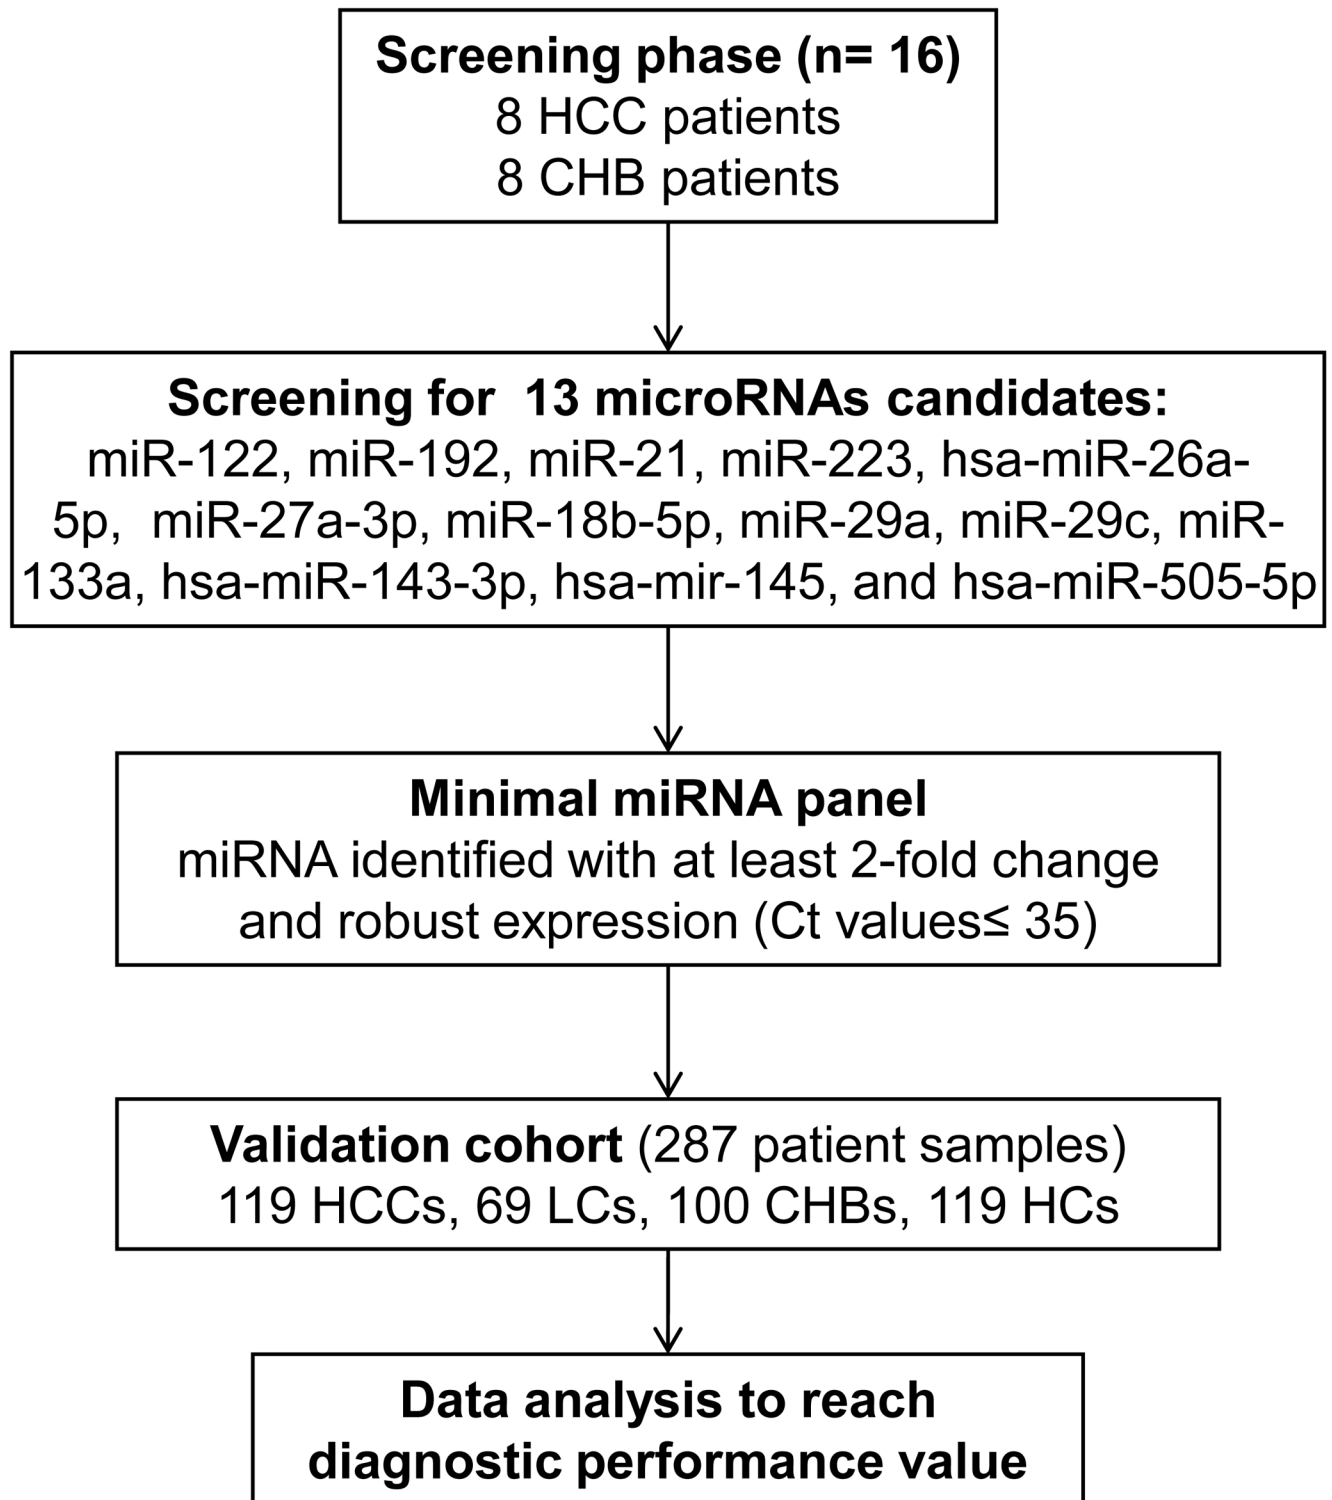 Screening phase (n= 16)
8 HCC patients
8 CHB patients
Screening for 13 microRNAs candidates:
miR-122, miR-192, miR-21, miR-223, hsa-miR-26a-
5p, miR-27a-3p, miR-18b-5p, miR-29a, miR-29c, miR-
133a, hsa-miR-143-3p, hsa-mir-145, and hsa-miR-505-5p
Minimal miRNA panel
miRNA identified with at least 2-fold change
and robust expression (Ct values≤ 35)
Validation cohort (287 patient samples)
119 HCCs, 69 LCs, 100 CHBs, 119 HCs
Data analysis to reach
diagnostic performance value